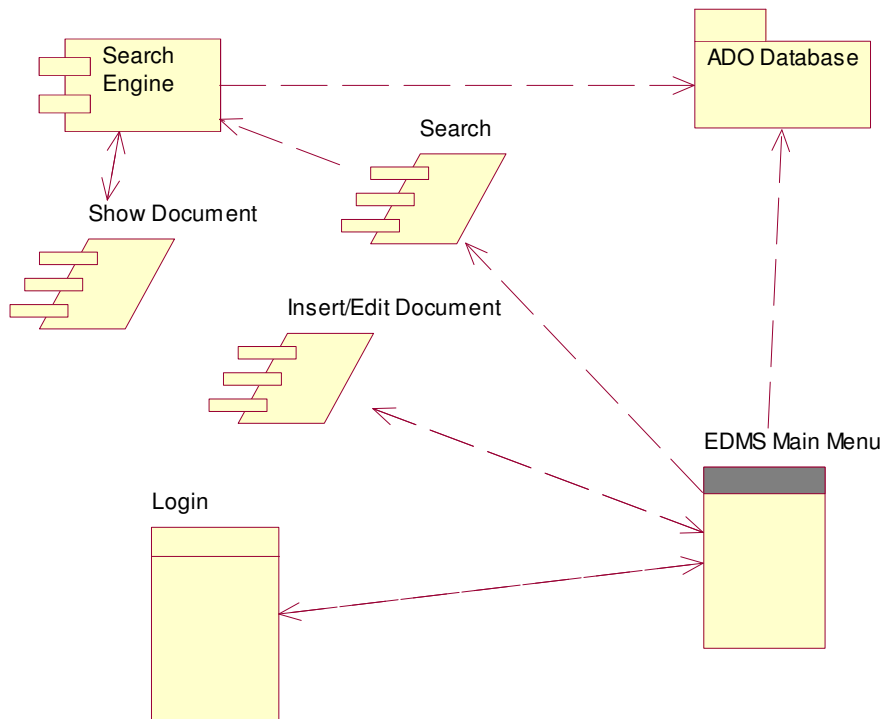 Search
Engine
ADO Database
Search
Show Document
Insert/Edit Document
EDMS Main Menu
Login